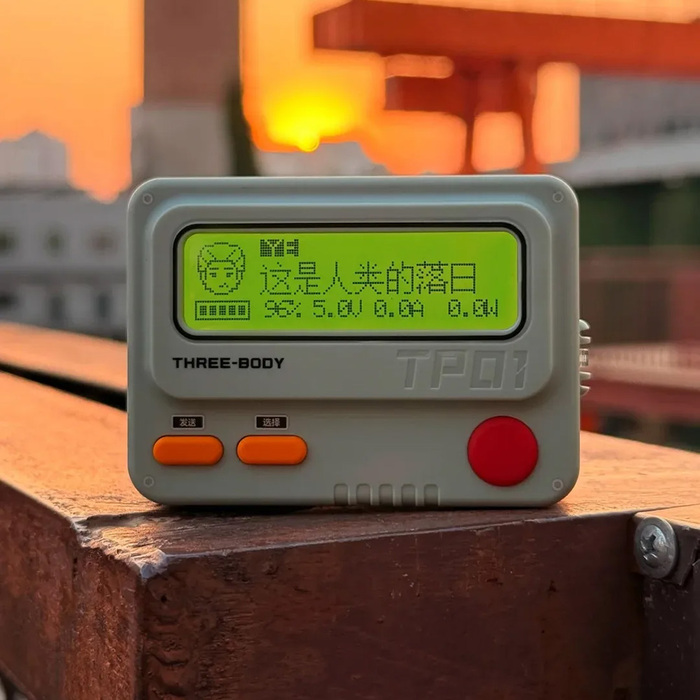 叶
这是人类的落日
96% 5.0V 0.0A 0.0W
THREE-BODY
TP01
发送
选择